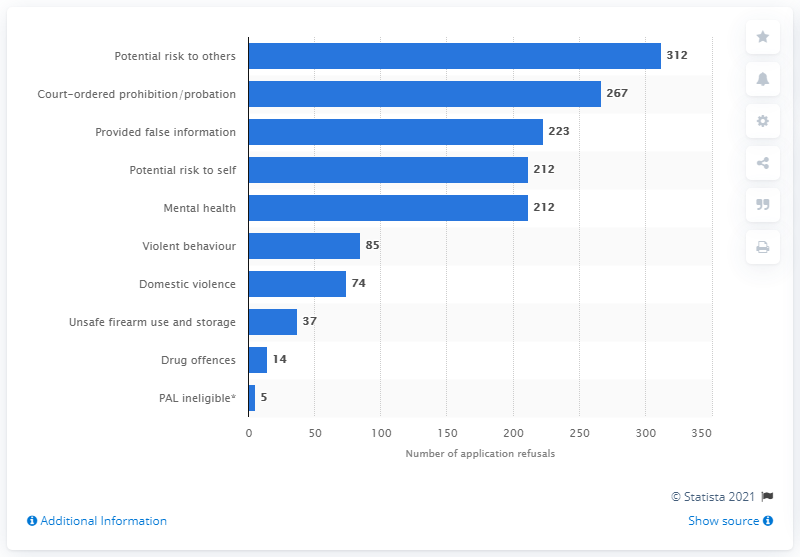 Potential risk to others 312
Court-ordered prohibition/probation 267
Provided false information 223
Potential risk to self 212
Mental health 212
Violent behaviour 85
Domestic violence 74
Unsafe firearm use and storage 37
Drug offences 14
PAL ineligible* 5
0 50 100 150 200 250 300 350
Number of application refusals
© Statista 2021
Additional Information Show source